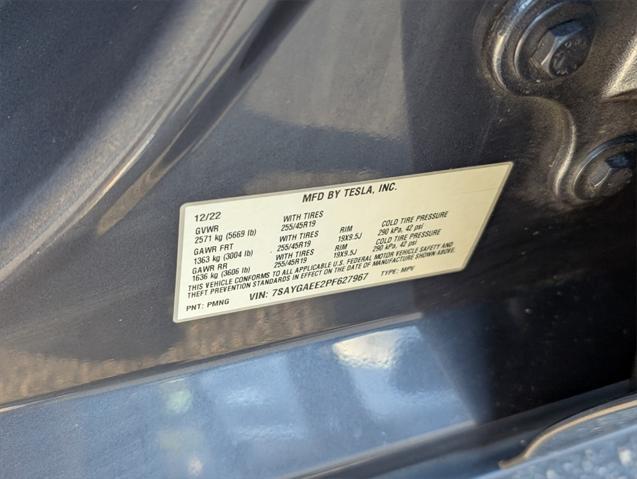 MFD BY TESLA, INC.
12/22
GVWR WITH TIRES COLD TIRE PRESSURE
2571 kg (5669 lb) 255/45R19 RIM 290 kPa, 42 psi
GAWR FRT . WITH TIRES 19X9.5J COLD TIRE PRESSURE
1363 kg (3004 lb) 255/45R19 RIM 290 kPa, 42 psi
GAWR RR . WITH TIRES 19X9.5J
1636 kg (3606 lb) 255/45R19
THIS VEHICLE CONFORMS TO ALL APPLICABLE FEDERAL MOTOR VEHICLE SAFETY AND
THEFT PREVENTION STANDARDS IN EFFECT ON THE DATE OF MANUFACTURE SHOWN ABOVE.
PNT: PMNG VIN: 7SAYGAEE2PF627967 TYPE: MPV